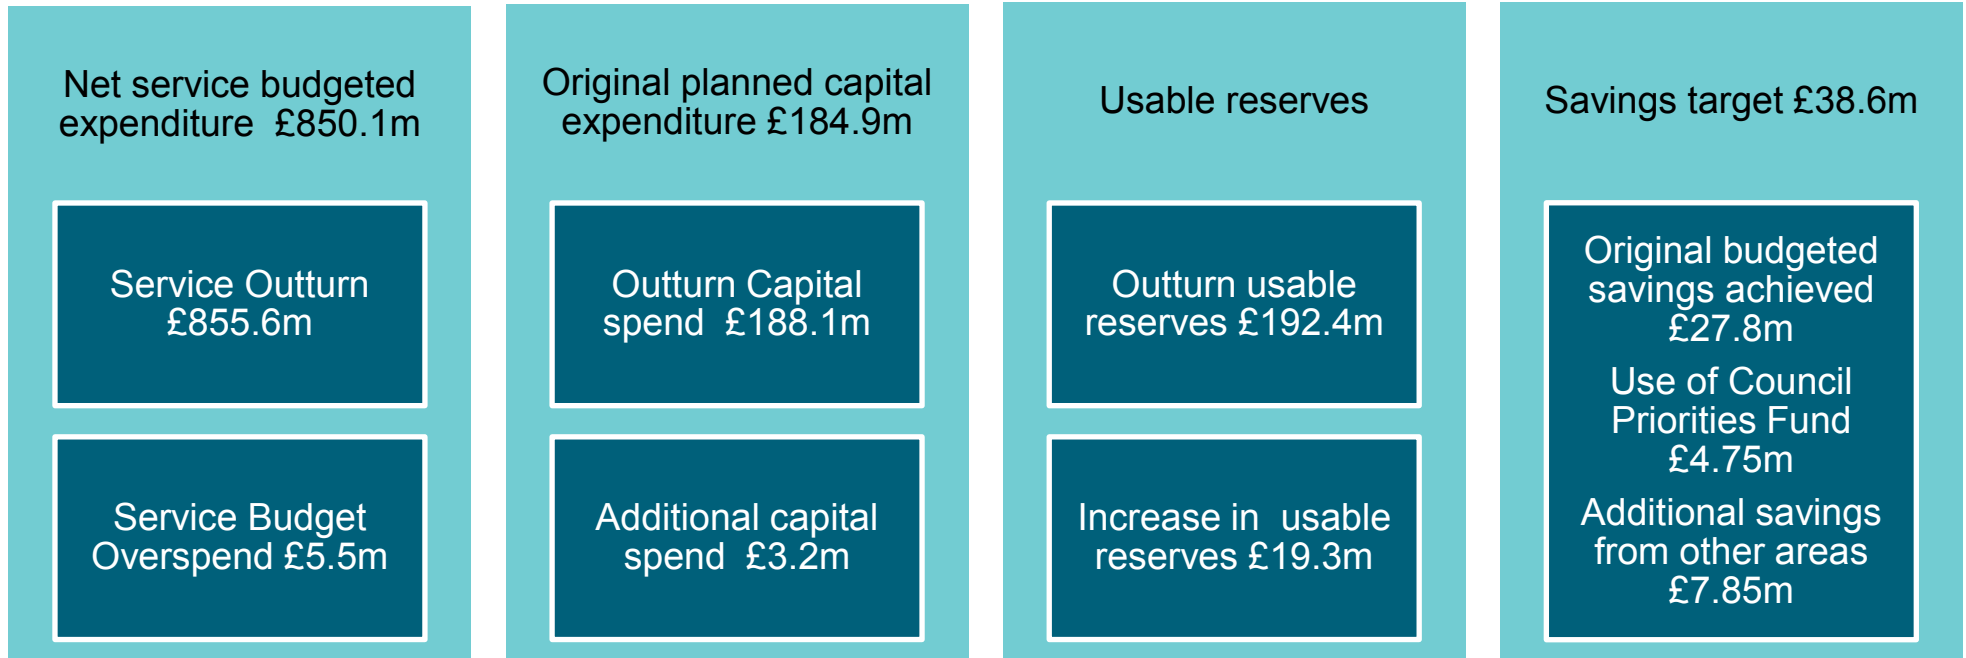 Net service budgeted
expenditure  £850.1m
Service Outturn
£855.6m
Service Budget
Overspend £5.5m
Original planned capital
expenditure £184.9m
Outturn Capital
spend  £188.1m
Additional capital
spend  £3.2m
Usable reserves
Outturn usable
reserves £192.4m
Increase in  usable
reserves £19.3m
Savings target £38.6m
Original budgeted
savings achieved
£27.8m
Use of Council
Priorities Fund
£4.75m
Additional savings
from other areas
£7.85m